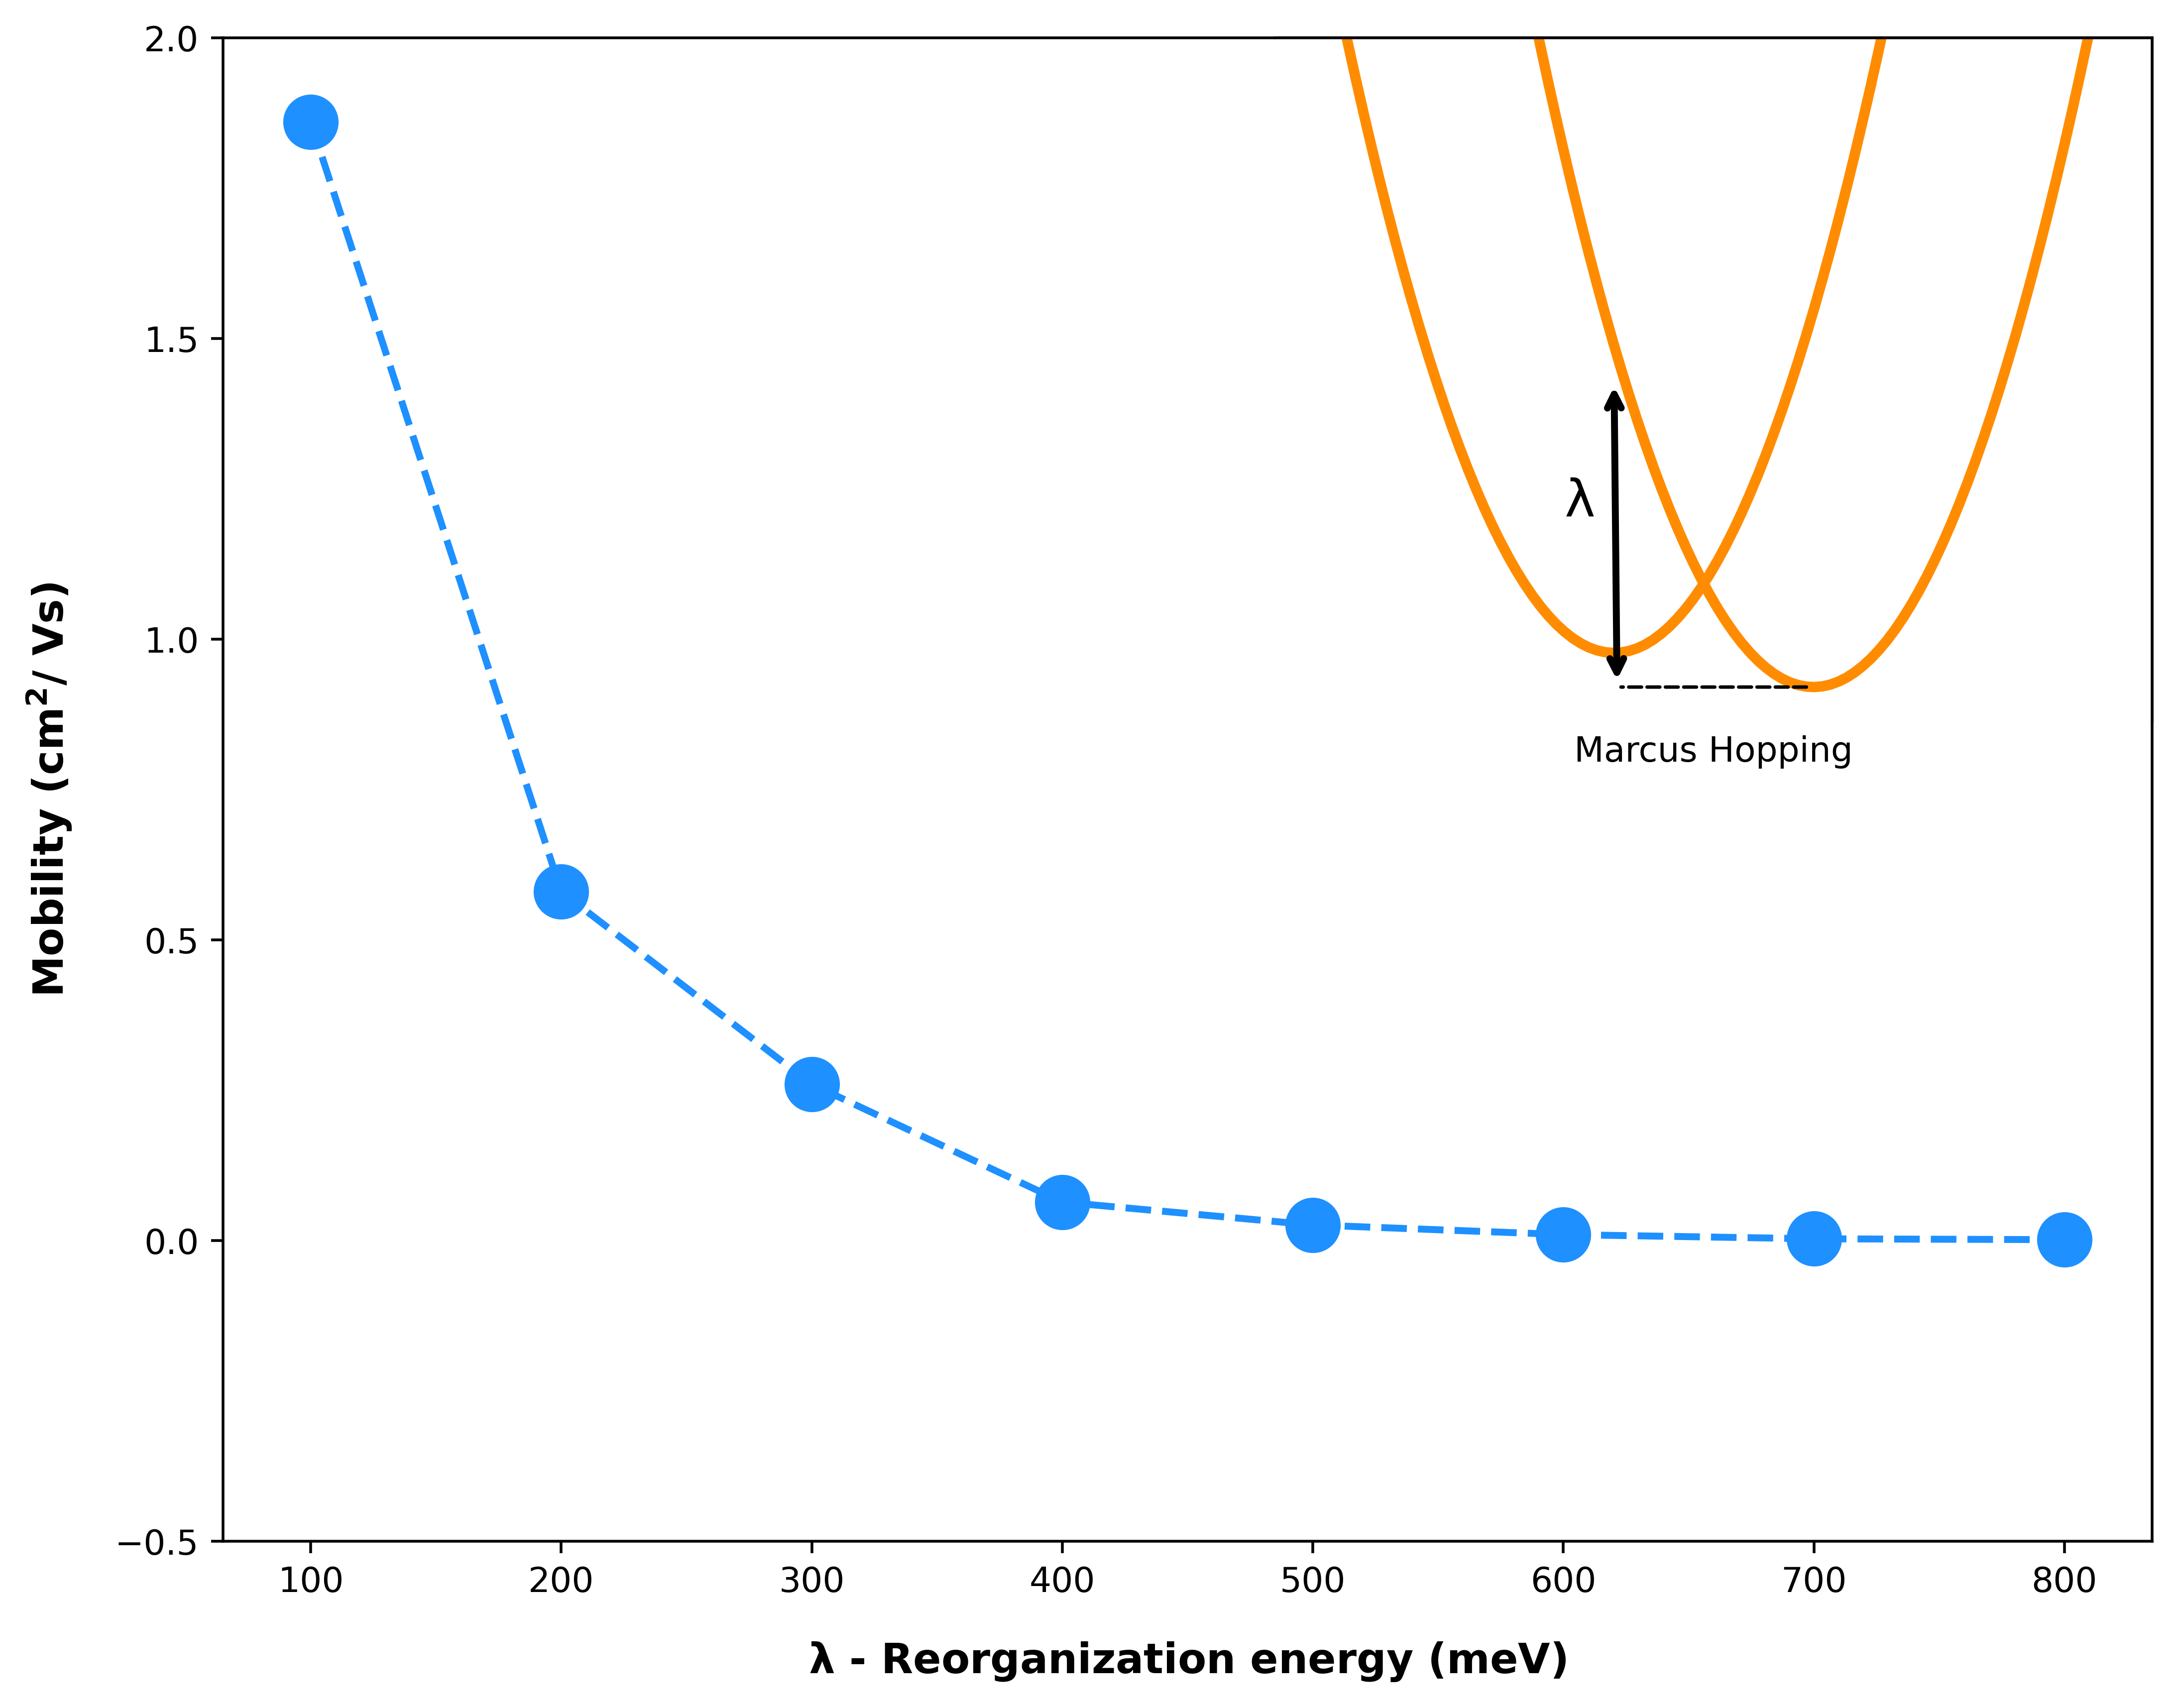 2.0
1.5
1.0
0.5
0.0
−0.5
Mobility (cm²/ Vs)
λ
Marcus Hopping
100 200 300 400 500 600 700 800
λ - Reorganization energy (meV)